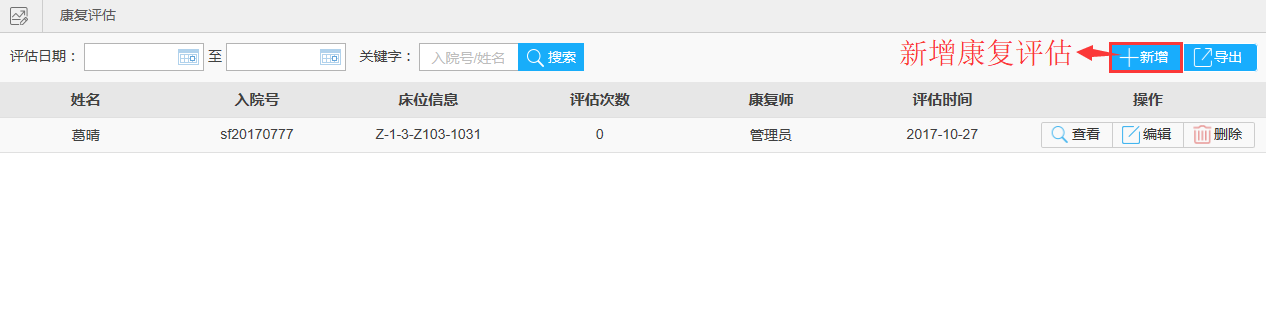 康复评估
评估日期： 至 关键字： 入院号/姓名 搜索 新增康复评估 新增 导出
姓名 入院号 床位信息 评估次数 康复师 评估时间 操作
葛晴 sf20170777 Z-1-3-Z103-1031 0 管理员 2017-10-27 查看 编辑 删除